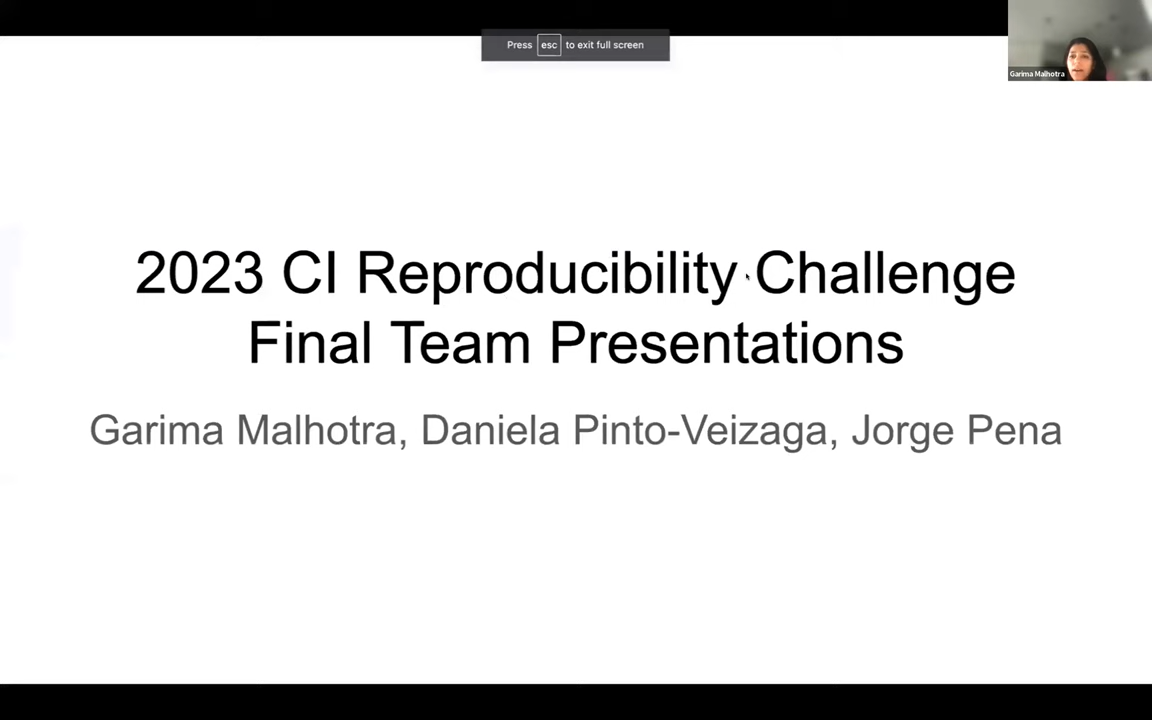 Press esc to exit full screen
Garima Malhotra
2023 CI Reproducibility Challenge
Final Team Presentations
Garima Malhotra, Daniela Pinto-Veizaga, Jorge Pena